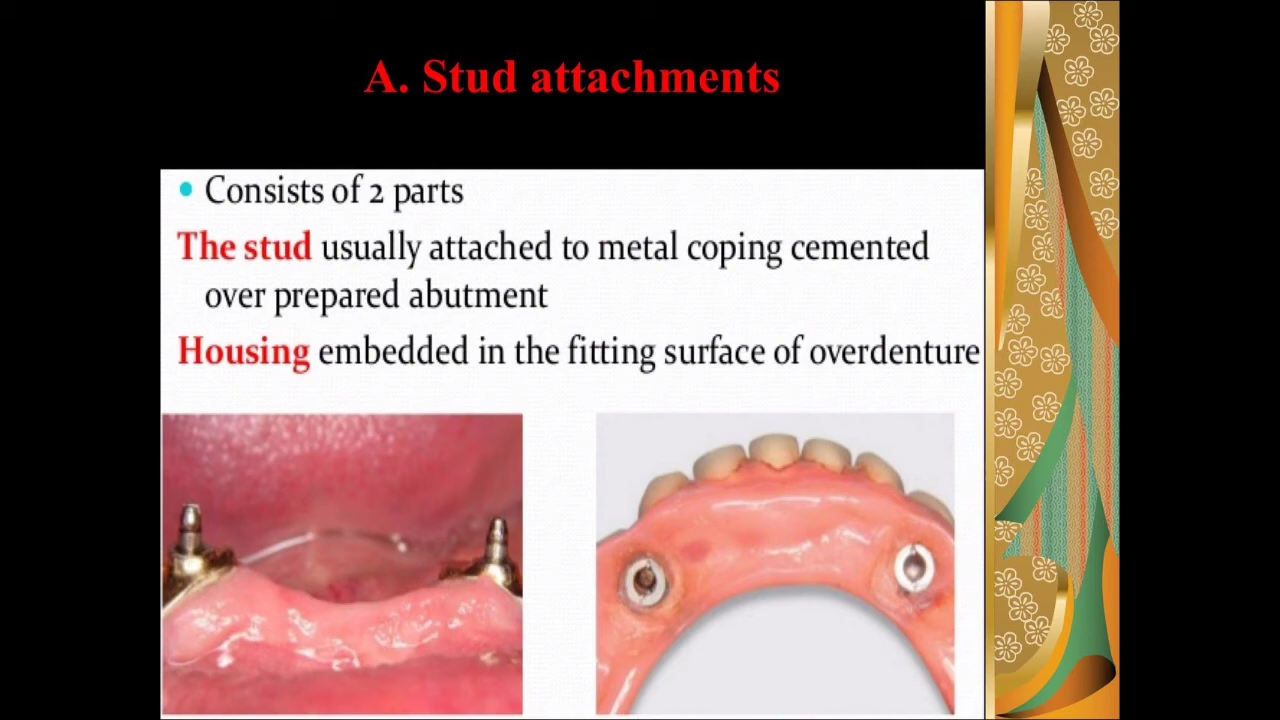 A. Stud attachments
• Consists of 2 parts
The stud usually attached to metal coping cemented
over prepared abutment
Housing embedded in the fitting surface of overdenture